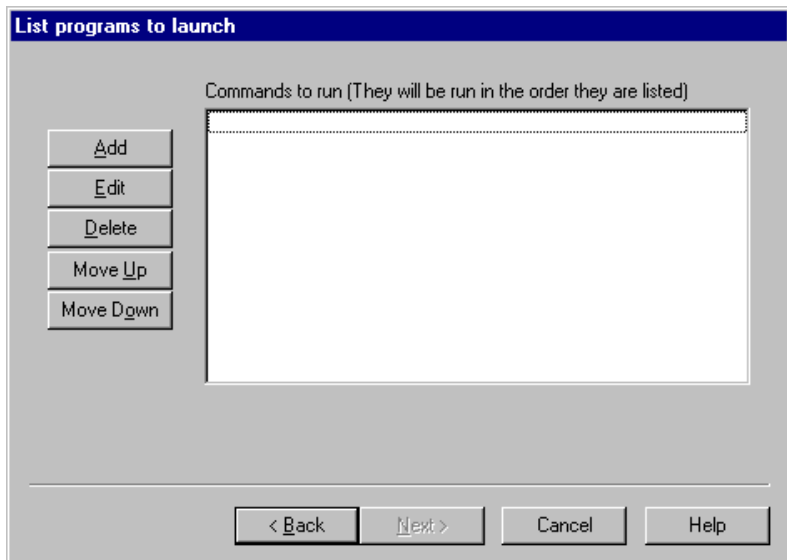 List programs to launch
Commands to run (They will be run in the order they are listed)
Add
Edit
Delete
Move Up
Move Down
< Back
Next >
Cancel
Help